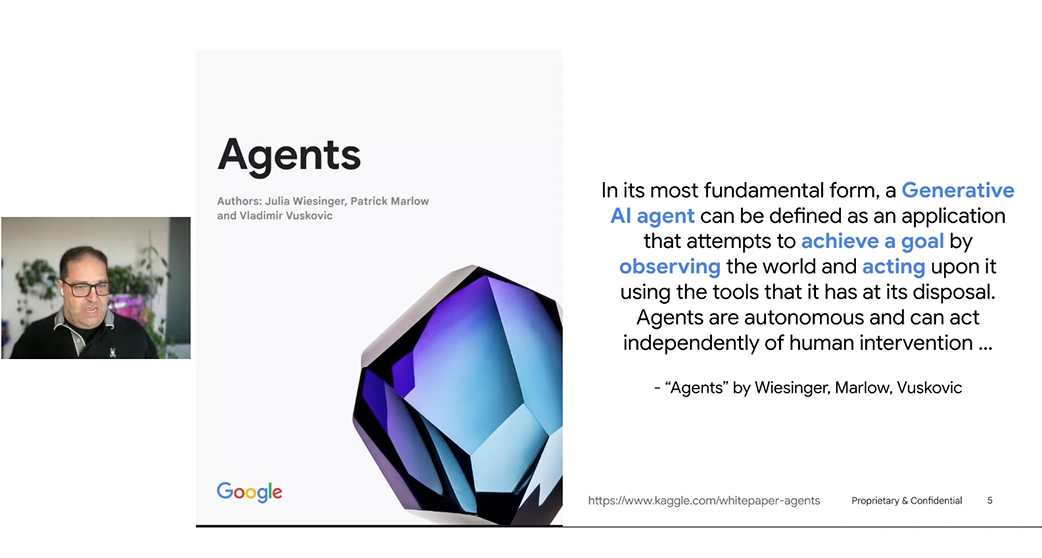 Agents
Authors: Julia Wiesinger, Patrick Marlow
and Vladimir Vuskovic
Google
In its most fundamental form, a Generative
AI agent can be defined as an application
that attempts to achieve a goal by
observing the world and acting upon it
using the tools that it has at its disposal.
Agents are autonomous and can act
independently of human intervention ...
- “Agents” by Wiesinger, Marlow, Vuskovic
https://www.kaggle.com/whitepaper-agents
Proprietary & Confidential
5